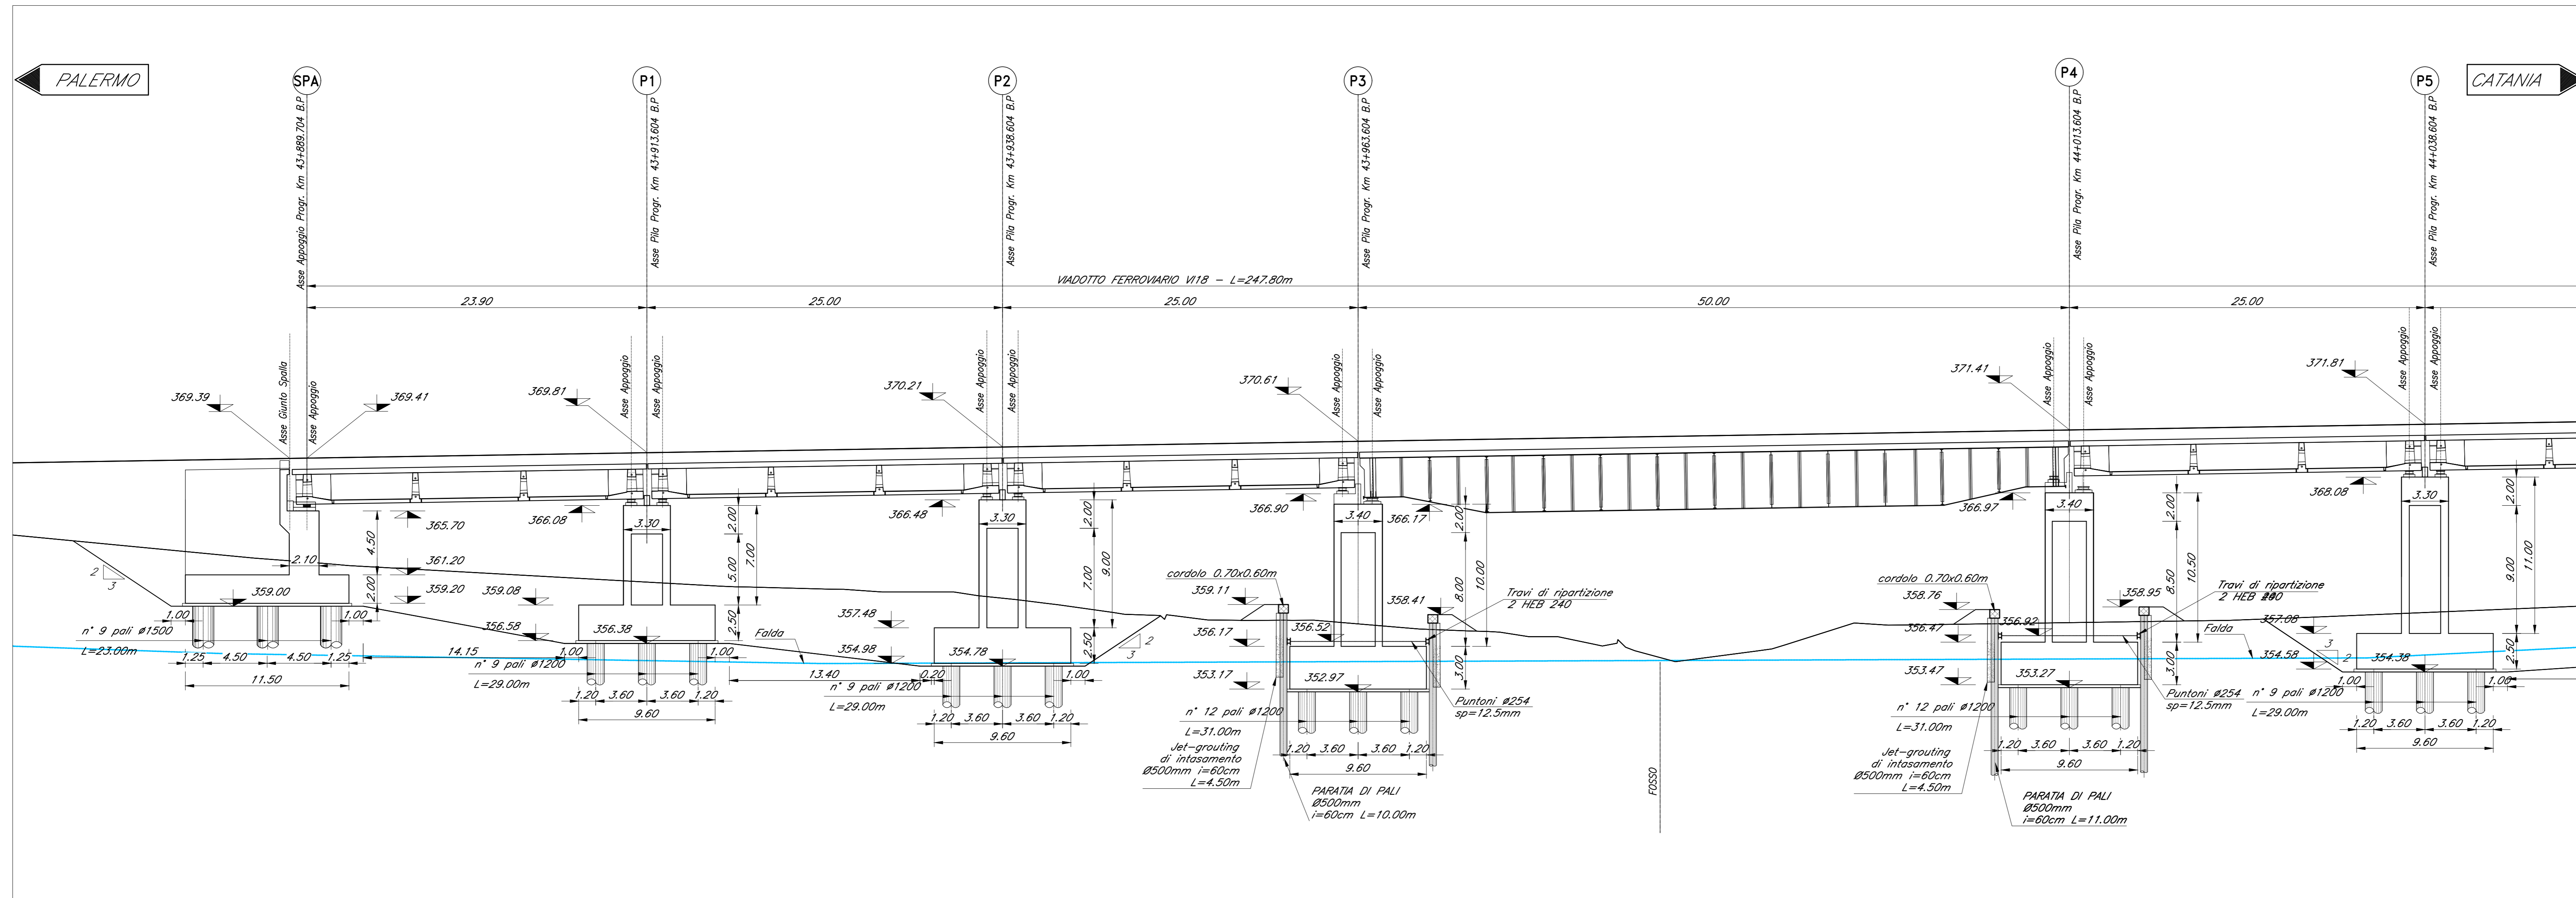 PALERMO
SPA
P1
P2
P3
P4
P5
CATANIA
Asse Appoggio Progr. Km 43+889.704 B.P
Asse Pila Progr. Km 43+913.604 B.P
Asse Pila Progr. Km 43+938.604 B.P
Asse Pila Progr. Km 43+963.604 B.P
Asse Pila Progr. Km 44+013.604 B.P
Asse Pila Progr. Km 44+038.604 B.P
VIADOTTO FERROVIARIO VI18 - L=247.80m
23.90
25.00
25.00
50.00
25.00
Asse Giunto Spalla
Asse Appoggio
Asse Appoggio
Asse Appoggio
Asse Appoggio
Asse Appoggio
Asse Appoggio
Asse Appoggio
Asse Appoggio
Asse Appoggio
Asse Appoggio
Asse Appoggio
369.39
369.41
369.81
370.21
370.61
371.41
371.81
365.70
366.08
366.48
366.90
366.17
366.97
368.08
4.50
2.10
361.20
2.00
359.20
359.00
2
3
1.00
1.00
n° 9 pali Ø1500
L=23.00m
1.25
4.50
4.50
1.25
11.50
14.15
3.30
2.00
5.00
7.00
2.50
359.08
356.58
356.38
1.00
1.00
n° 9 pali Ø1200
L=29.00m
1.20
3.60
3.60
1.20
9.60
Falda
13.40
0.20
3.30
2.00
7.00
9.00
2.50
357.48
354.98
354.78
2
3
1.00
n° 9 pali Ø1200
L=29.00m
1.20
3.60
3.60
1.20
9.60
cordolo 0.70x0.60m
359.11
358.41
356.17
356.52
353.17
352.97
3.40
2.00
8.00
10.00
3.00
Travi di ripartizione
2 HEB 240
Puntoni Ø254
sp=12.5mm
n° 12 pali Ø1200
L=31.00m
Jet-grouting
di intasamento
Ø500mm i=60cm
L=4.50m
1.20
3.60
3.60
1.20
9.60
PARATIA DI PALI
Ø500mm
i=60cm L=10.00m
FOSSO
cordolo 0.70x0.60m
358.76
358.95
356.47
356.92
353.47
353.27
3.40
2.00
8.50
10.50
3.00
Travi di ripartizione
2 HEB
Puntoni Ø254
sp=12.5mm
n° 12 pali Ø1200
L=31.00m
Jet-grouting
di intasamento
Ø500mm i=60cm
L=4.50m
1.20
3.60
3.60
1.20
9.60
PARATIA DI PALI
Ø500mm
i=60cm L=11.00m
Falda
357.08
354.58
354.38
3
2
3.30
2.00
9.00
11.00
2.50
1.00
1.00
n° 9 pali Ø1200
L=29.00m
1.20
3.60
3.60
1.20
9.60